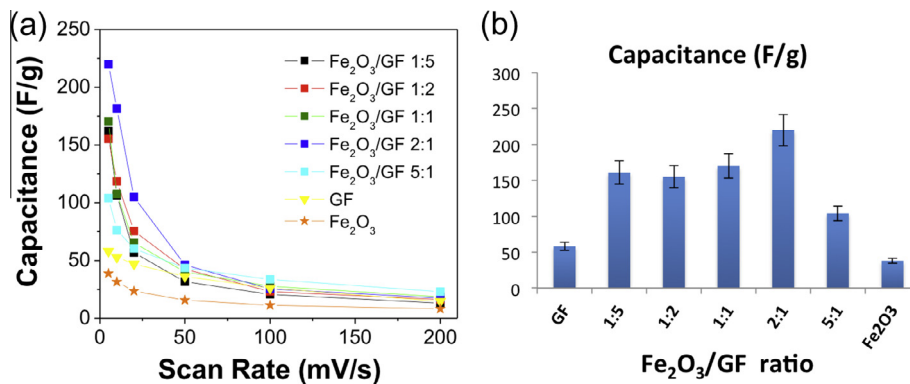 (a)
Capacitance (F/g)
250
200
150
100
50
0
Fe₂O₃/GF 1:5
Fe₂O₃/GF 1:2
Fe₂O₃/GF 1:1
Fe₂O₃/GF 2:1
Fe₂O₃/GF 5:1
GF
Fe₂O₃
0 50 100 150 200
Scan Rate (mV/s)
(b)
Capacitance (F/g)
300
250
200
150
100
50
0
GF 1:5 1:2 1:1 2:1 5:1 Fe2O3
Fe₂O₃/GF ratio